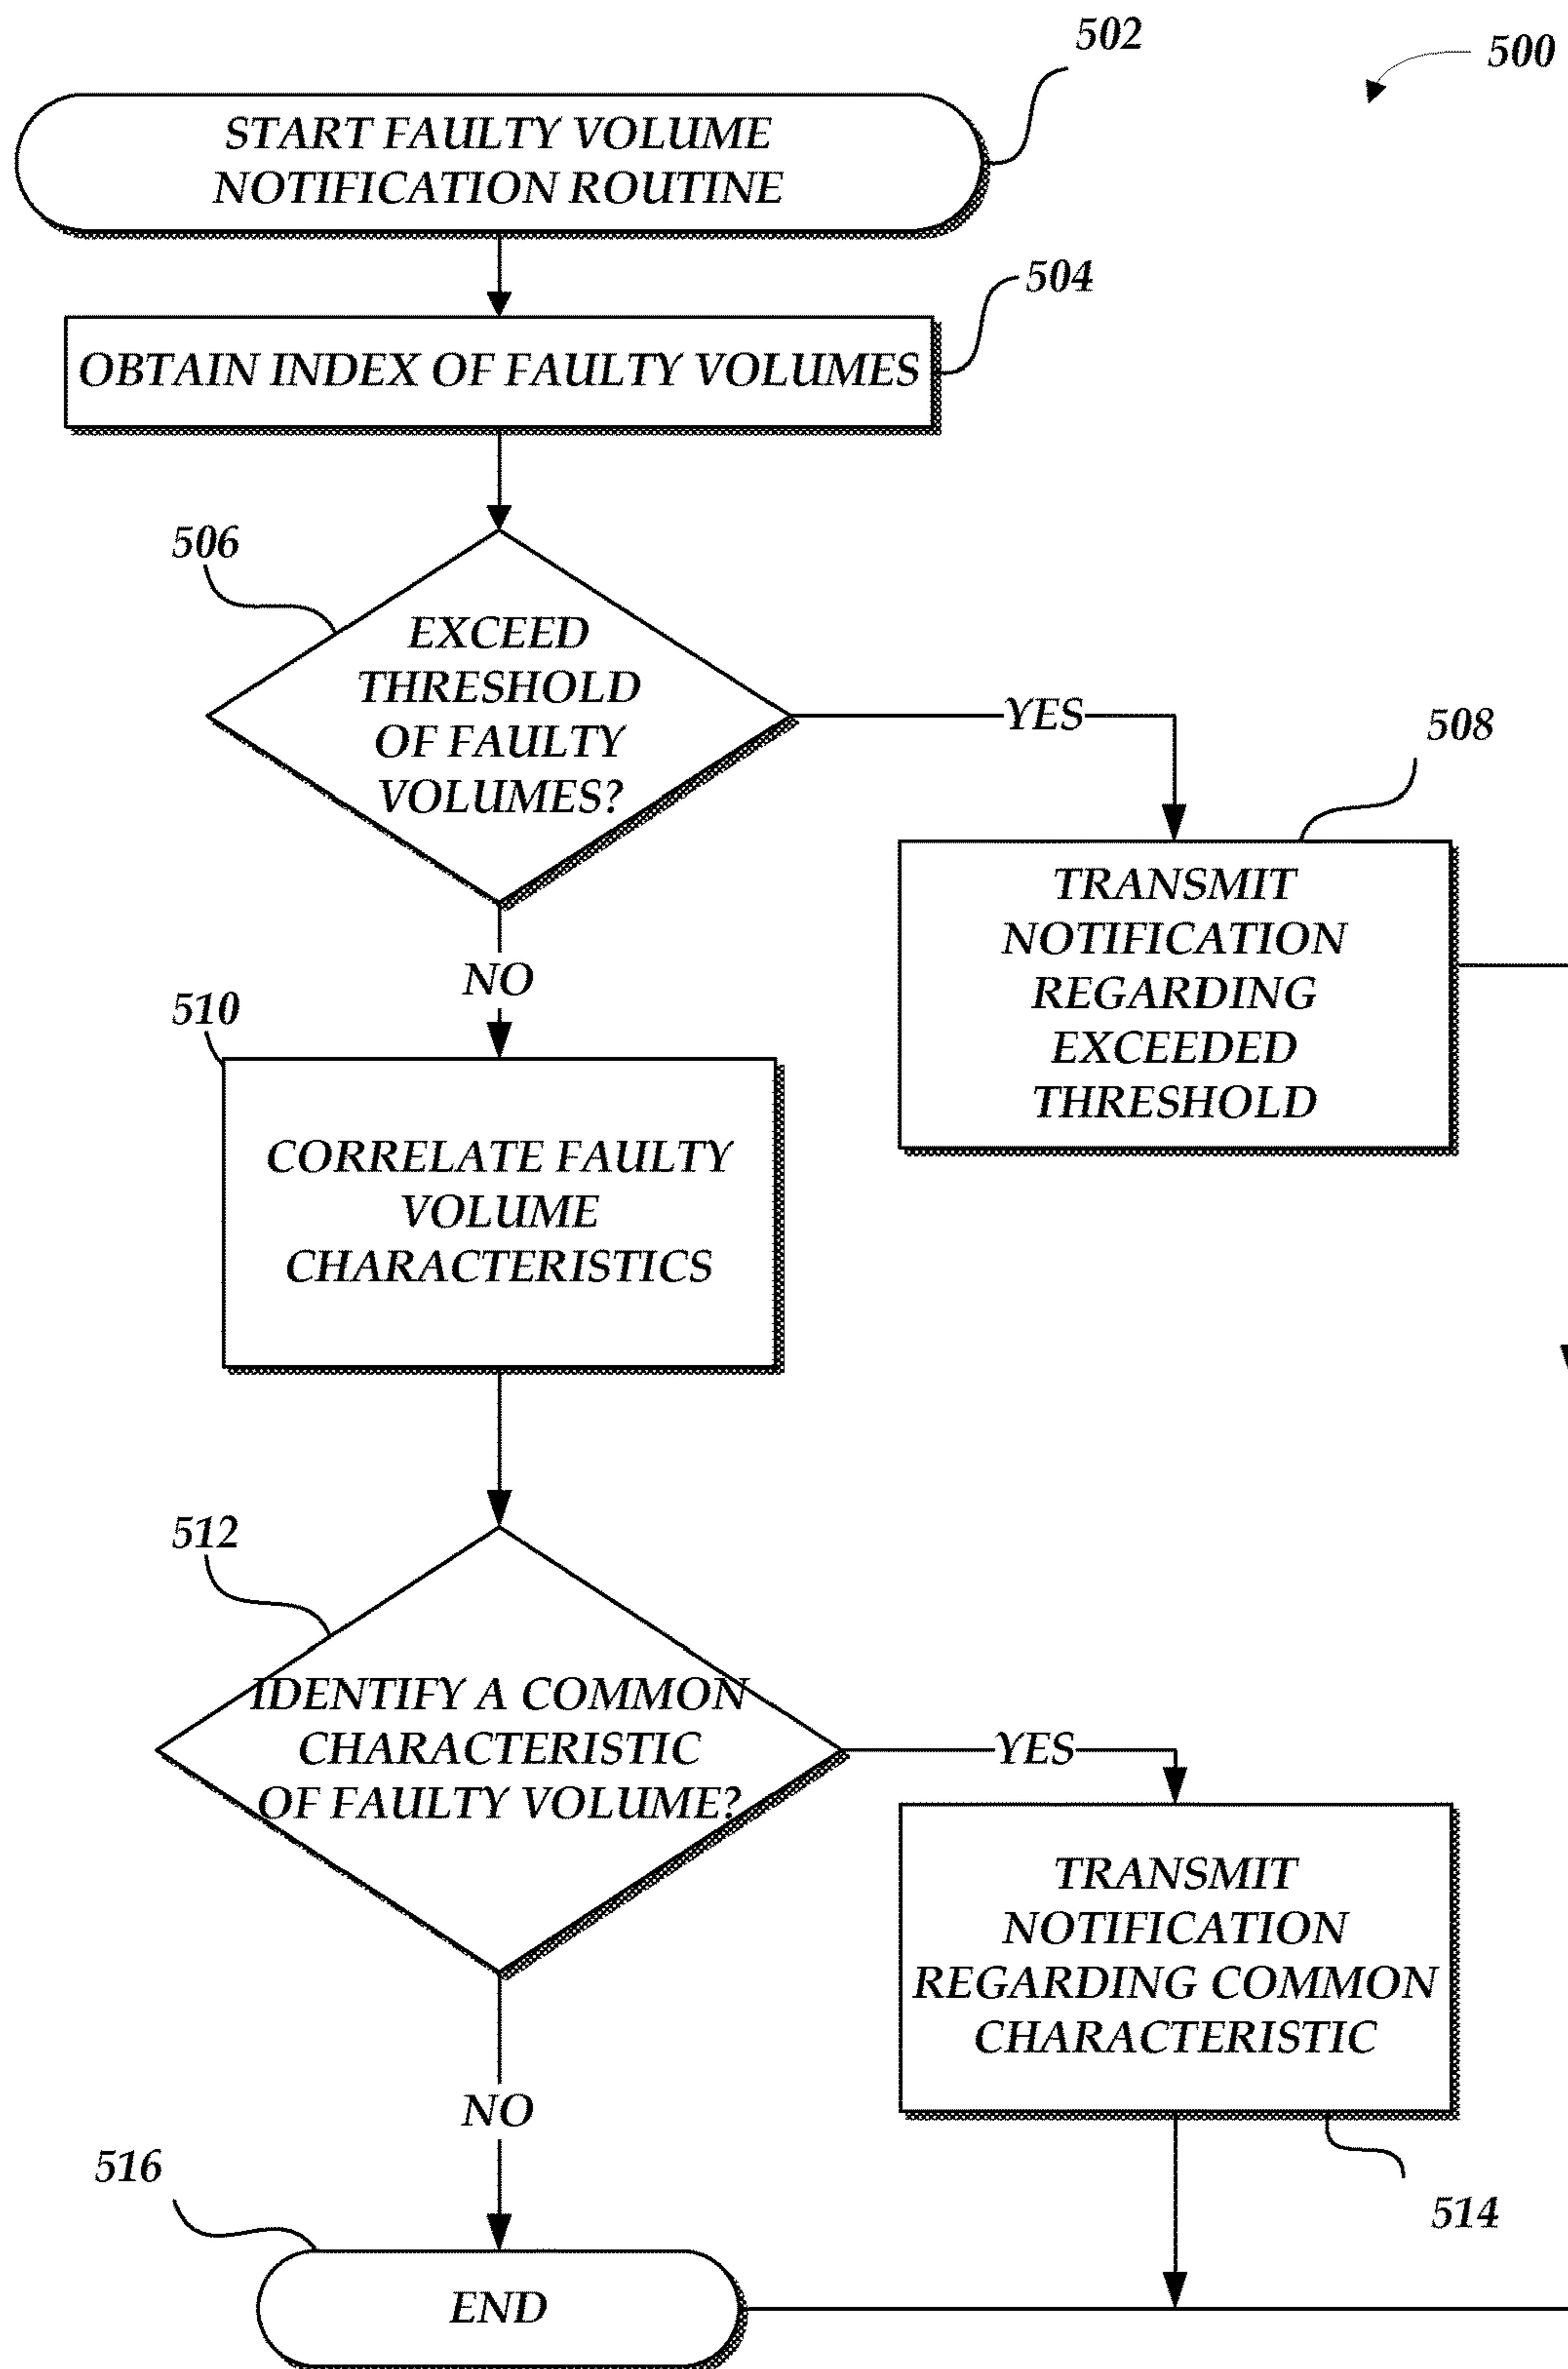 502
500
START FAULTY VOLUME
NOTIFICATION ROUTINE
504
OBTAIN INDEX OF FAULTY VOLUMES
506
EXCEED
THRESHOLD
OF FAULTY
VOLUMES?
YES
508
TRANSMIT
NOTIFICATION
REGARDING
EXCEEDED
THRESHOLD
NO
510
CORRELATE FAULTY
VOLUME
CHARACTERISTICS
512
IDENTIFY A COMMON
CHARACTERISTIC
OF FAULTY VOLUME?
YES
TRANSMIT
NOTIFICATION
REGARDING COMMON
CHARACTERISTIC
NO
514
516
END